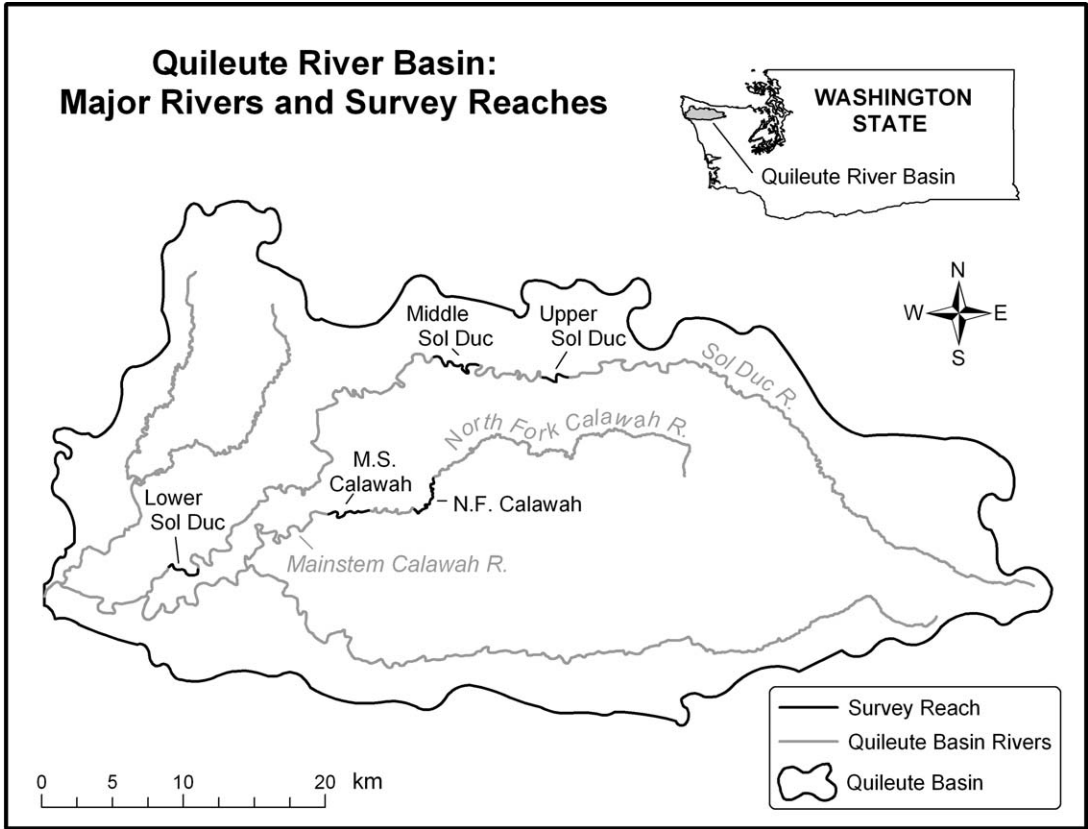 Quileute River Basin:
Major Rivers and Survey Reaches
WASHINGTON
STATE
Quileute River Basin
N
W
E
S
Middle
Sol Duc
Upper
Sol Duc
Sol Duc R.
North Fork Calawah R.
M.S.
Calawah
N.F. Calawah
Lower
Sol Duc
Mainstem Calawah R.
Survey Reach
Quileute Basin Rivers
Quileute Basin
0 5 10 20 km